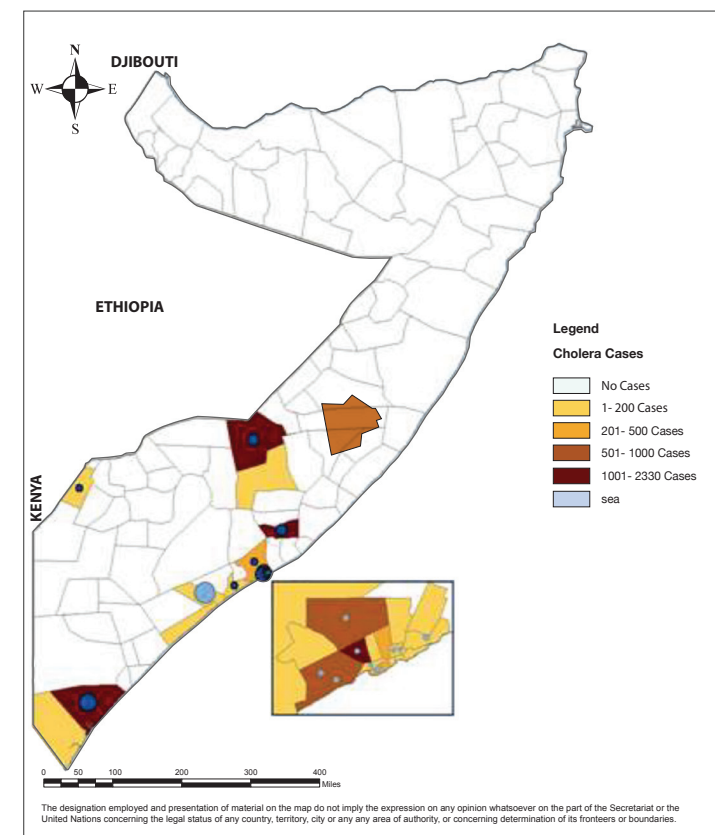 N
W E
S
DJIBOUTI
ETHIOPIA
KENYA
Legend
Cholera Cases
No Cases
1- 200 Cases
201- 500 Cases
501- 1000 Cases
1001- 2330 Cases
sea
0 50 100 200 300 400
Miles
The designation employed and presentation of material on the map do not imply the expression on any opinion whatsoever on the part of the Secretariat or the
United Nations concerning the legal status of any country, territory, city or any any area of authority, or concerning determination of its fronteers or boundaries.